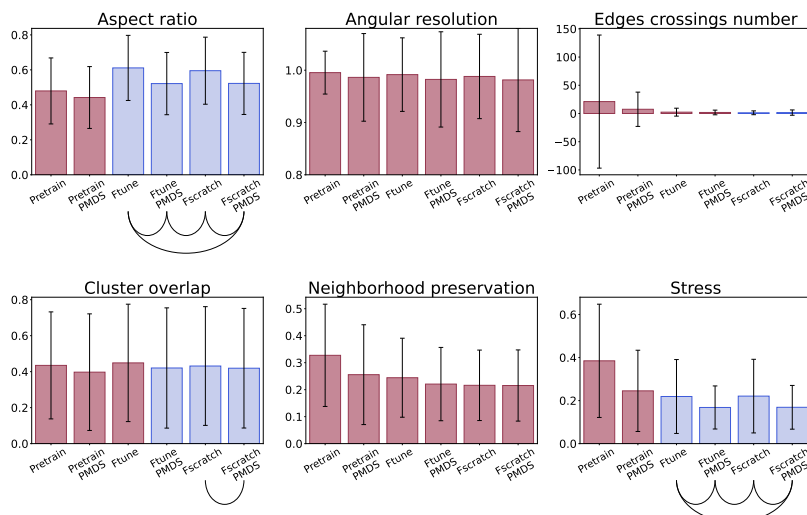 Aspect ratio
0.8
0.6
0.4
0.2
0.0
Pretrain
Pretrain
PMDS
Ftune
Ftune
PMDS
Fscratch
Fscratch
PMDS
Angular resolution
1.0
0.9
0.8
Pretrain
Pretrain
PMDS
Ftune
Ftune
PMDS
Fscratch
Fscratch
PMDS
Edges crossings number
150
100
50
0
−50
−100
Pretrain
Pretrain
PMDS
Ftune
Ftune
PMDS
Fscratch
Fscratch
PMDS
Cluster overlap
0.8
0.6
0.4
0.2
0.0
Pretrain
Pretrain
PMDS
Ftune
Ftune
PMDS
Fscratch
Fscratch
PMDS
Neighborhood preservation
0.5
0.4
0.3
0.2
0.1
0.0
Pretrain
Pretrain
PMDS
Ftune
Ftune
PMDS
Fscratch
Fscratch
PMDS
Stress
0.6
0.4
0.2
0.0
Pretrain
Pretrain
PMDS
Ftune
Ftune
PMDS
Fscratch
Fscratch
PMDS